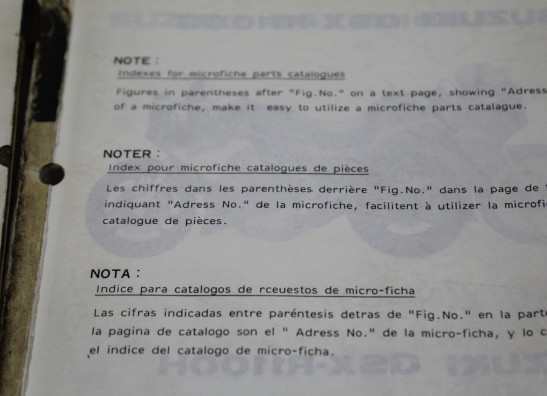 NOTE :
Indexes for microfiche parts catalogues
Figures in parentheses after "Fig.No." on a text page, showing "Adress
of a microfiche, make it easy to utilize a microfiche parts catalague.
NOTER :
Index pour microfiche catalogues de pièces
Les chiffres dans les parenthèses derrière "Fig.No." dans la page de
indiquant "Adress No." de la microfiche, facilitent à utilizer la microfi
catalogue de pièces.
NOTA :
Indice para catalogos de rceuestos de micro-ficha
Las cifras indicadas entre paréntesis detras de "Fig.No." en la part
la pagina de catalogo son el " Adress No." de la micro-ficha, y lo c
el indice del catalogo de micro-ficha.